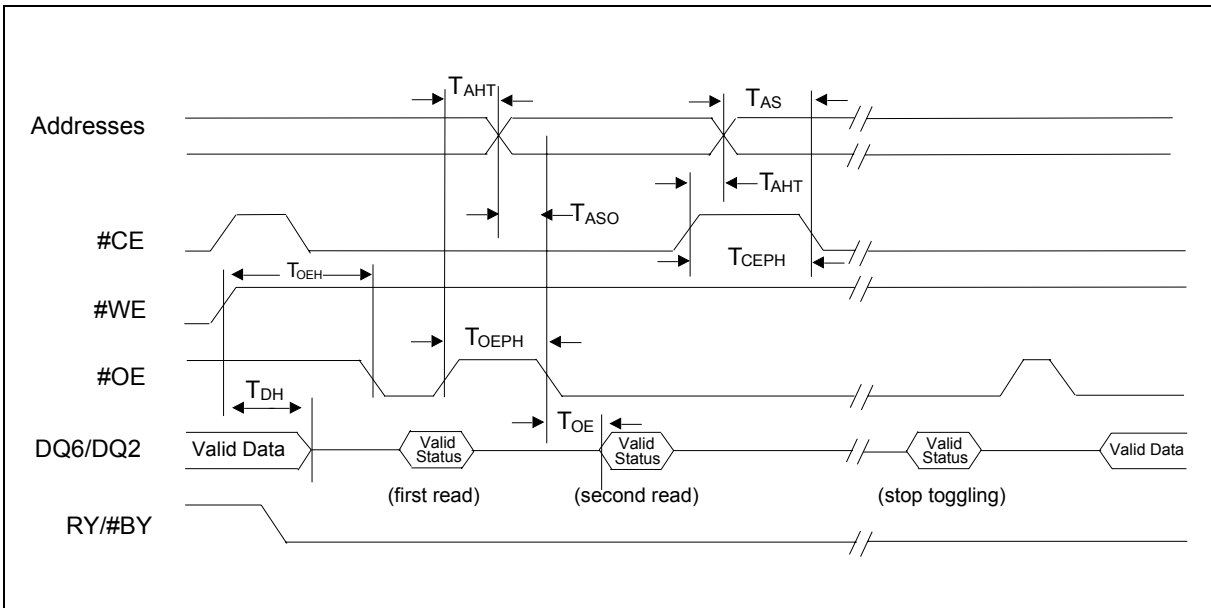 TAHT
TAS
Addresses
TAHT
TASO
#CE
TCEPH
TOEH
#WE
TOEPH
#OE
TDH
TOE
DQ6/DQ2
Valid Data
Valid
Status
Valid
Status
Valid
Status
Valid Data
(first read)
(second read)
(stop toggling)
RY/#BY